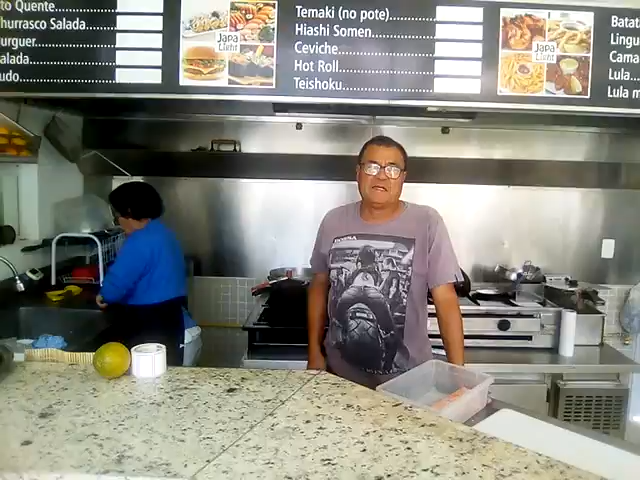 to Quente
hurrasco Salada
urguer
alada
udo
Japa
Light
Temaki (no pote)
Hiashi Somen
Ceviche
Hot Roll
Teishoku
Japa
Light
Batat
Lingu
Cama
Lula
Lula m